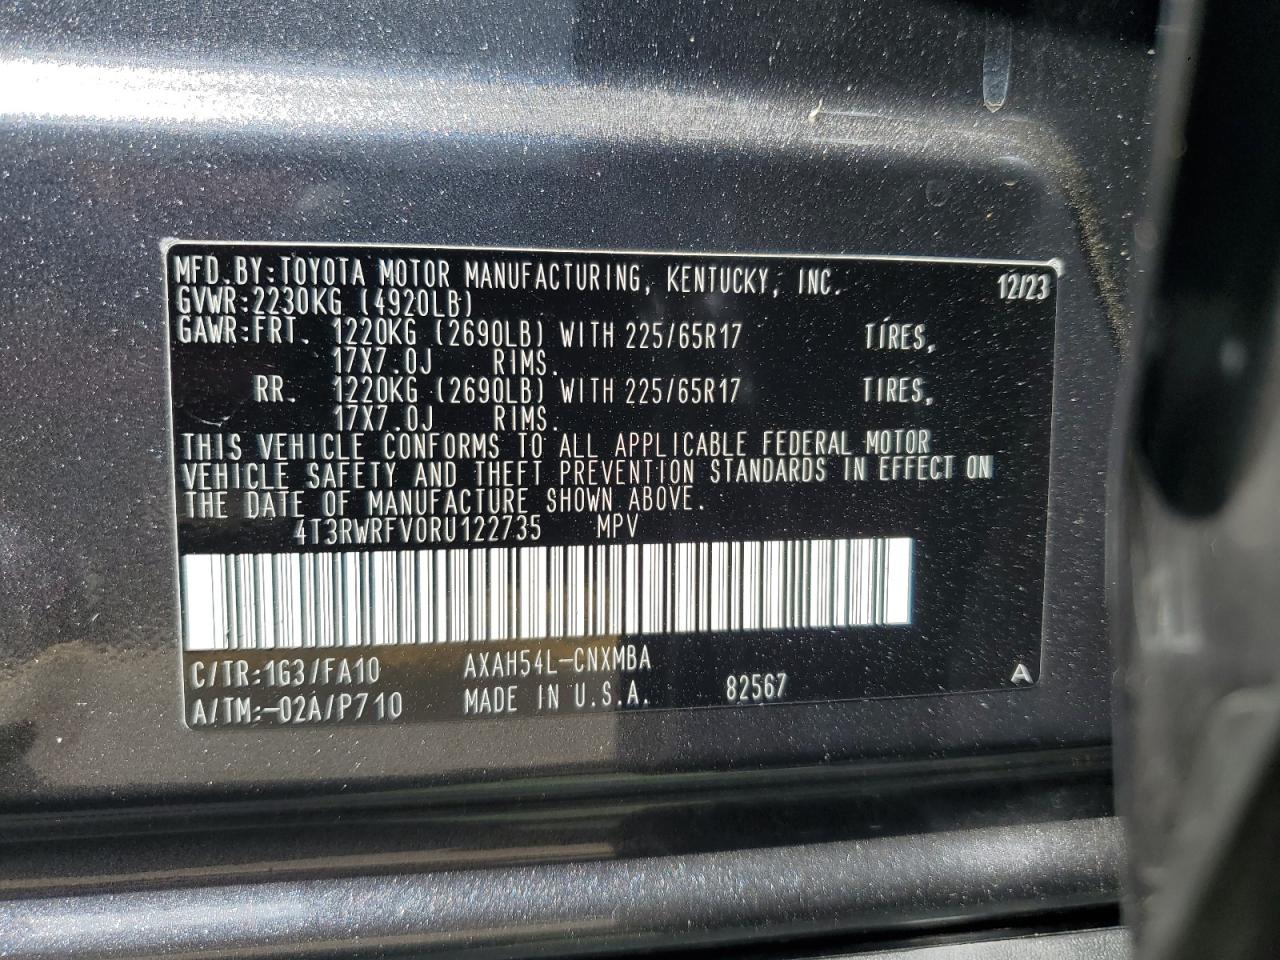 MFD.BY:TOYOTA MOTOR MANUFACTURING, KENTUCKY, INC. 12/23
GVWR:2230KG (4920LB)
GAWR:FRT. 1220KG (2690LB) WITH 225/65R17 TIRES,
17X7.0J RIMS.
RR. 1220KG (2690LB) WITH 225/65R17 TIRES,
17X7.0J RIMS.
THIS VEHICLE CONFORMS TO ALL APPLICABLE FEDERAL MOTOR
VEHICLE SAFETY AND THEFT PREVENTION STANDARDS IN EFFECT ON
THE DATE OF MANUFACTURE SHOWN ABOVE.
4T3RWRFV0RU122735 MPV
C/TR:1G3/FA10 AXAH54L-CNXMBA
A/TM:-02A/P710 MADE IN U.S.A. 82567 A